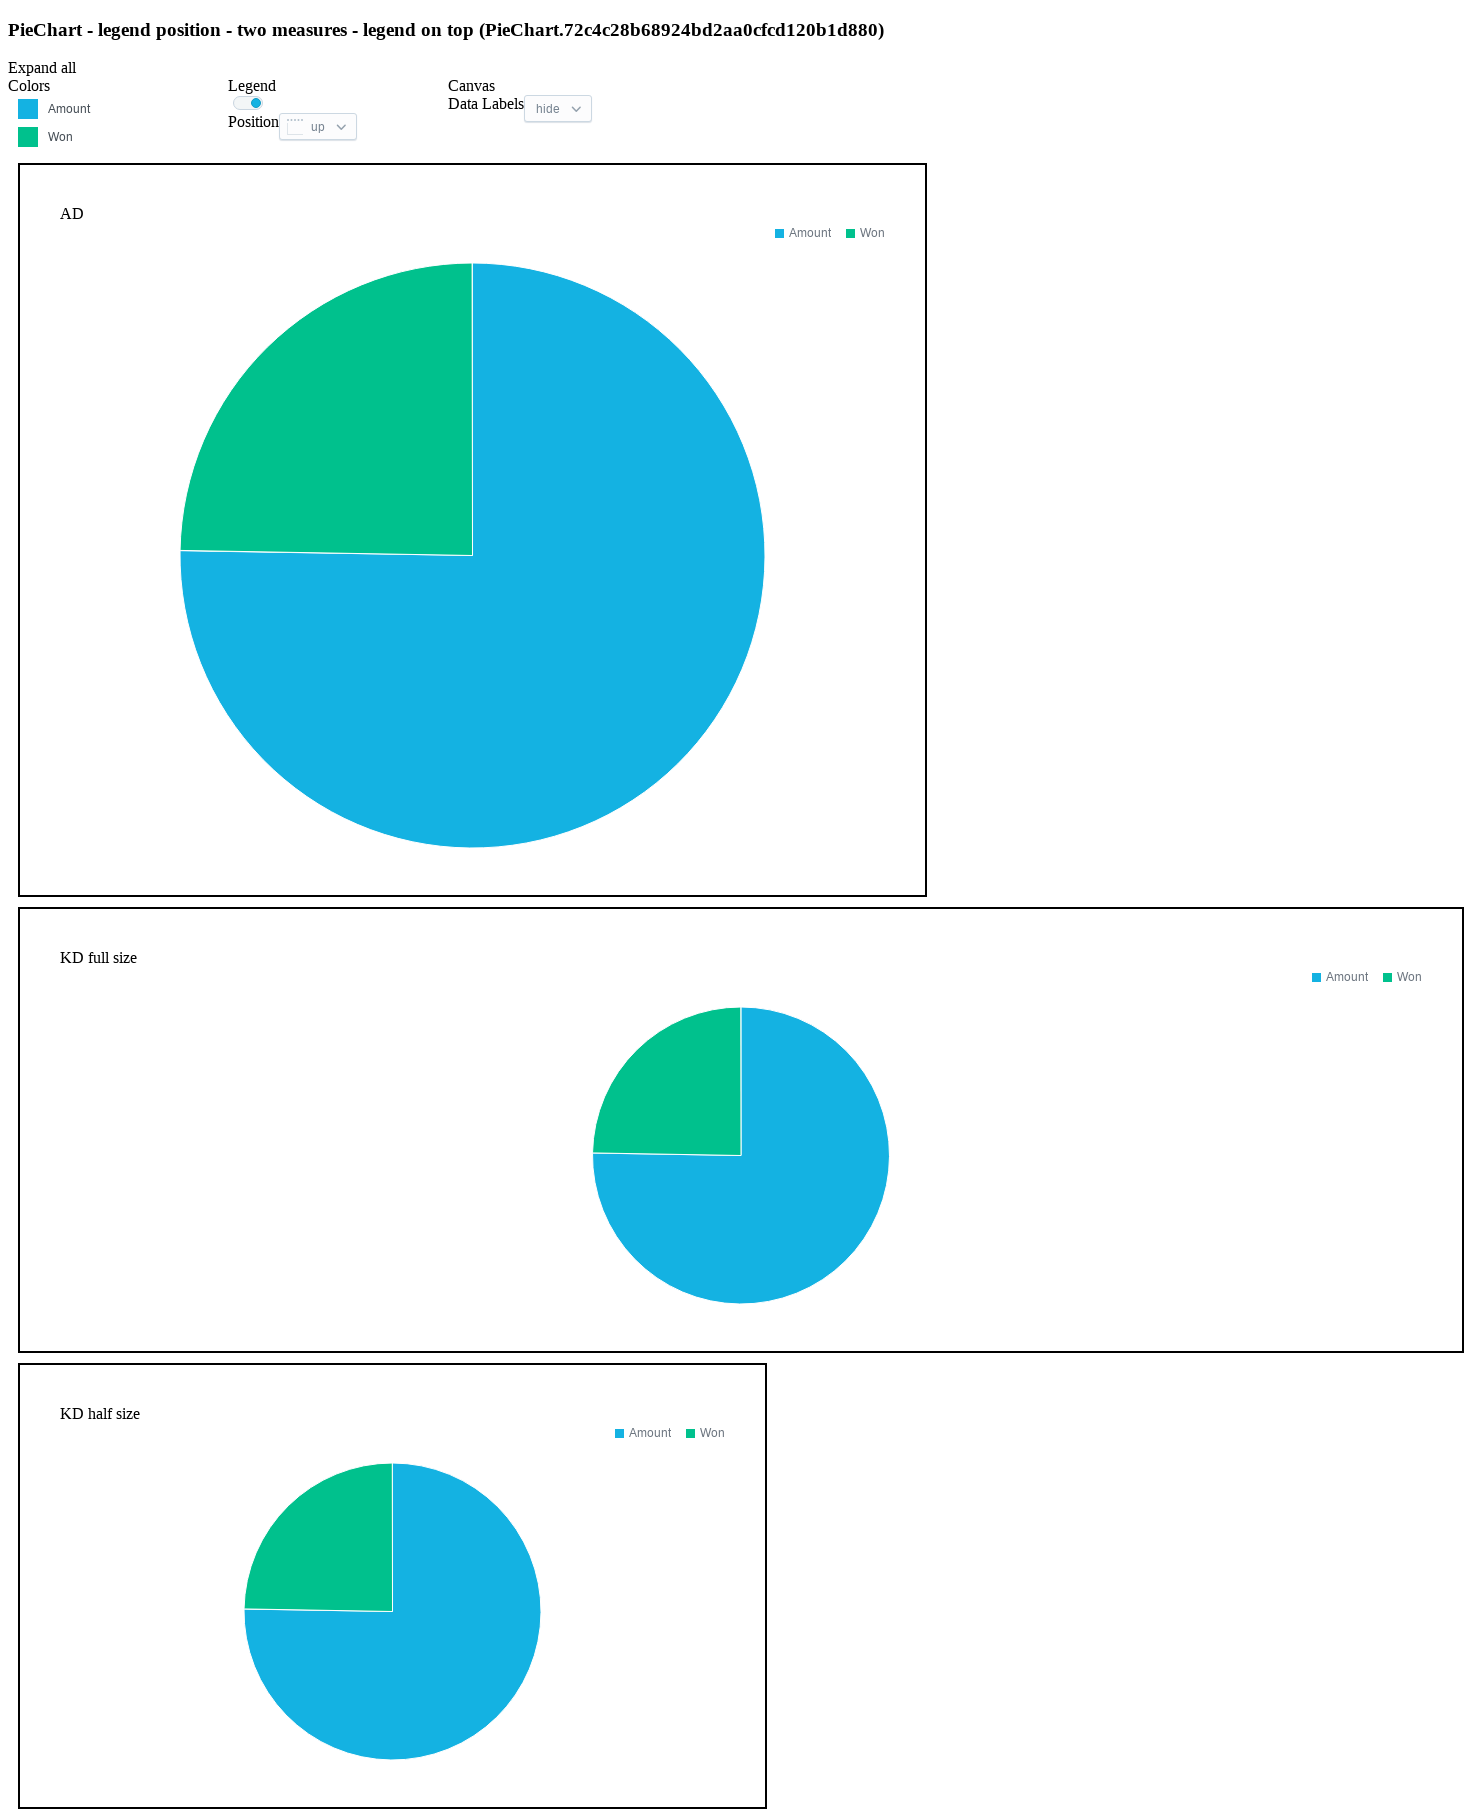 PieChart - legend position - two measures - legend on top (PieChart.72c4c28b68924bd2aa0cfcd120b1d880)
Expand all
Colors
Amount
Won
Legend
Position
up
Canvas
Data Labels
hide
AD
Amount
Won
KD full size
Amount
Won
KD half size
Amount
Won